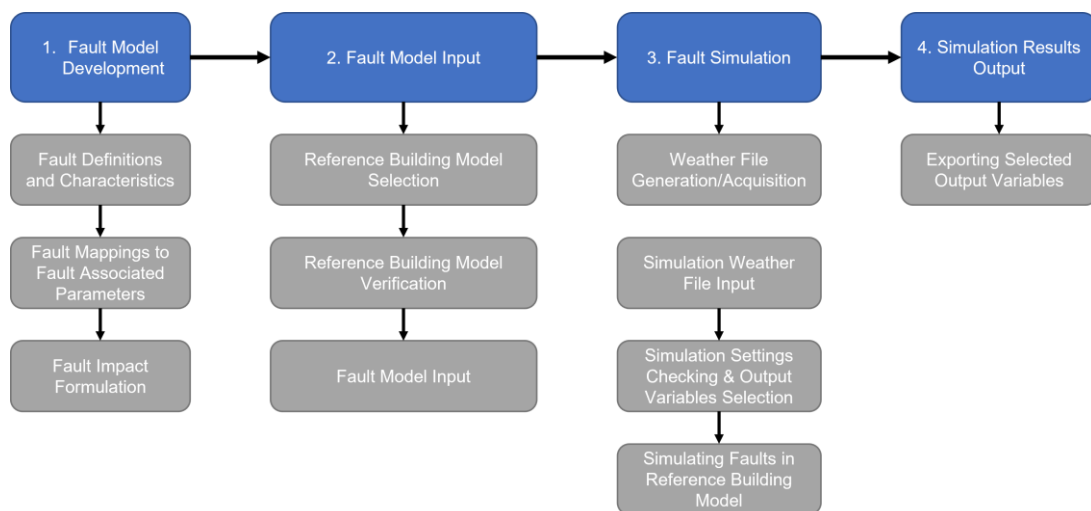 1. Fault Model
Development
2. Fault Model Input
3. Fault Simulation
4. Simulation Results
Output
Fault Definitions
and Characteristics
Fault Mappings to
Fault Associated
Parameters
Fault Impact
Formulation
Reference Building Model
Selection
Reference Building Model
Verification
Fault Model Input
Weather File
Generation/Acquisition
Simulation Weather
File Input
Simulation Settings
Checking & Output
Variables Selection
Simulating Faults in
Reference Building
Model
Exporting Selected
Output Variables